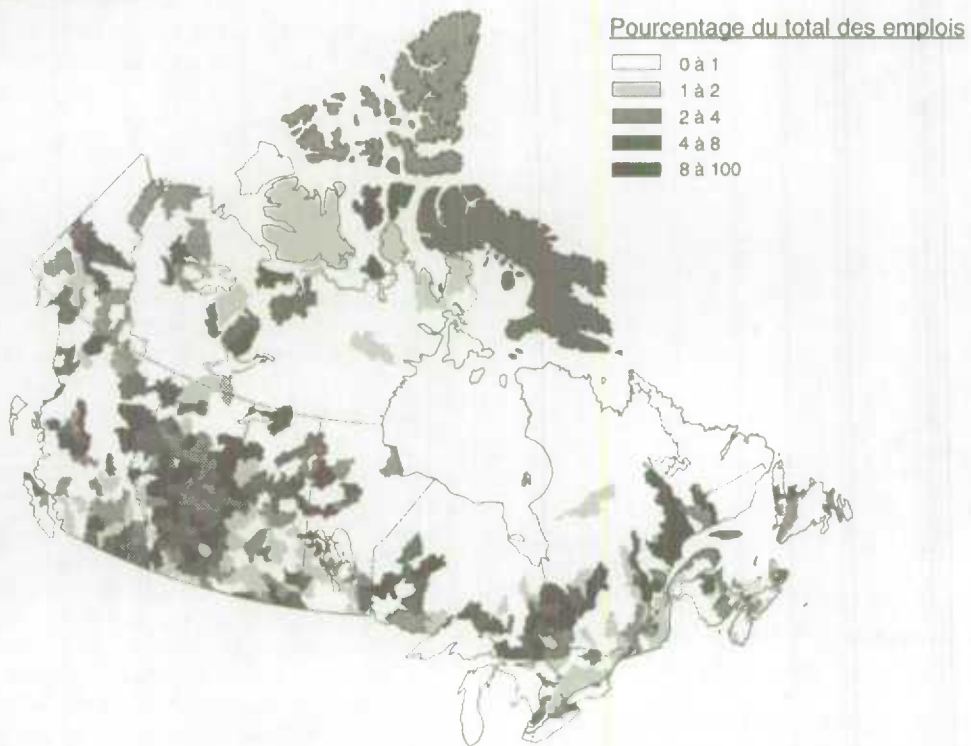 Pourcentage du total des emplois
0 à 1
1 à 2
2 à 4
4 à 8
8 à 100